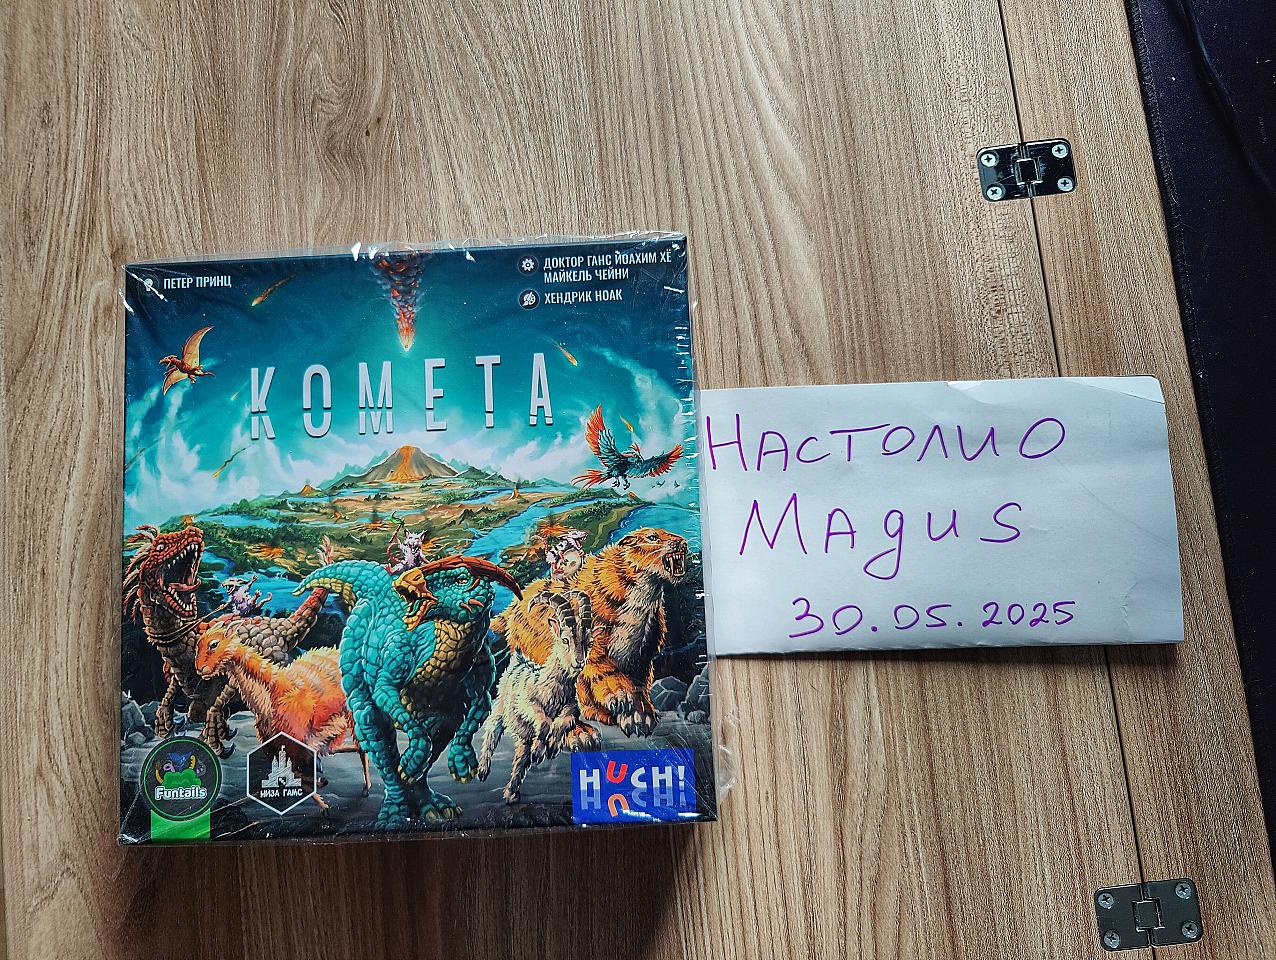 ПЕТЕР ПРИНЦ
ДОКТОР ГАНС ЙОАХИМ ХЁ
МАЙКЕЛЬ ЧЕЙНИ
ХЕНДРИК НОАК
КОМЕТА
Funtails
НИЗА ГАМС
HUCH!
НАСТОЛИО
MAgus
30.05.2025